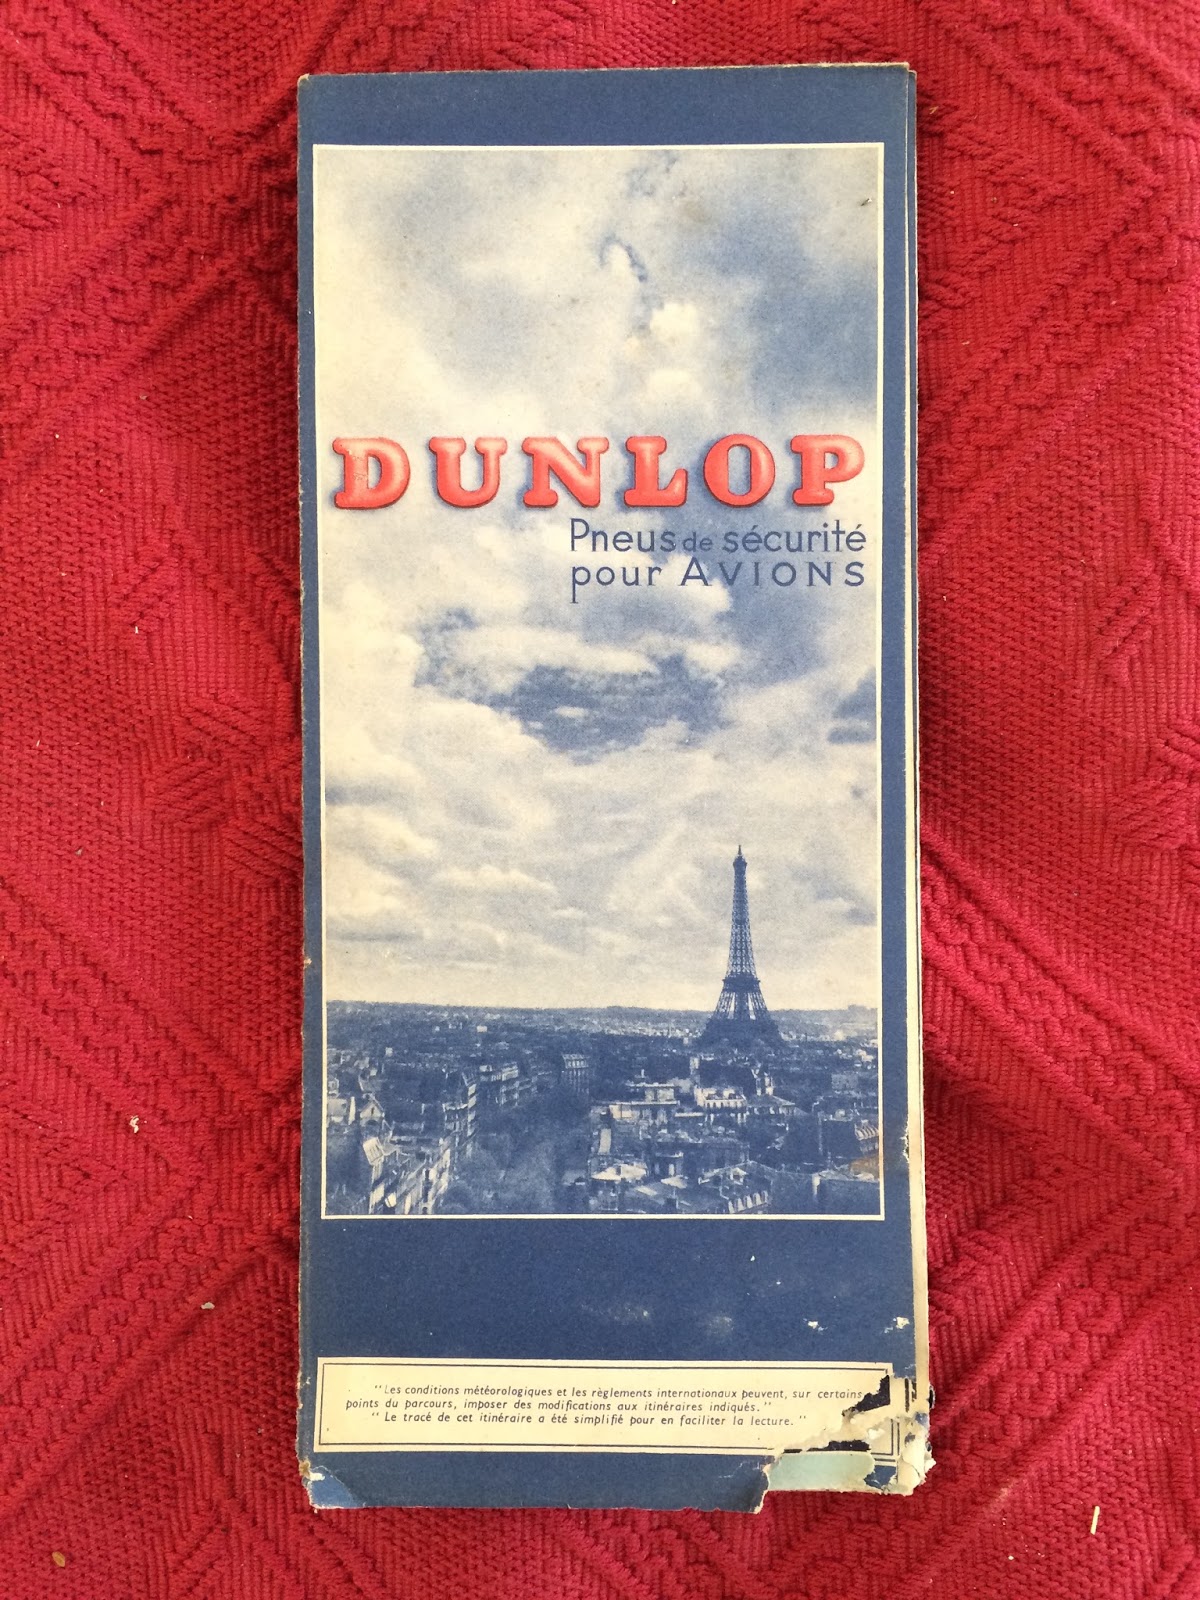 DUNLOP
Pneus de sécurité
pour AVIONS
"Les conditions météorologiques et les règlements internationaux peuvent, sur certains
points du parcours, imposer des modifications aux itinéraires indiqués."
"Le tracé de cet itinéraire a été simplifié pour en faciliter la lecture."